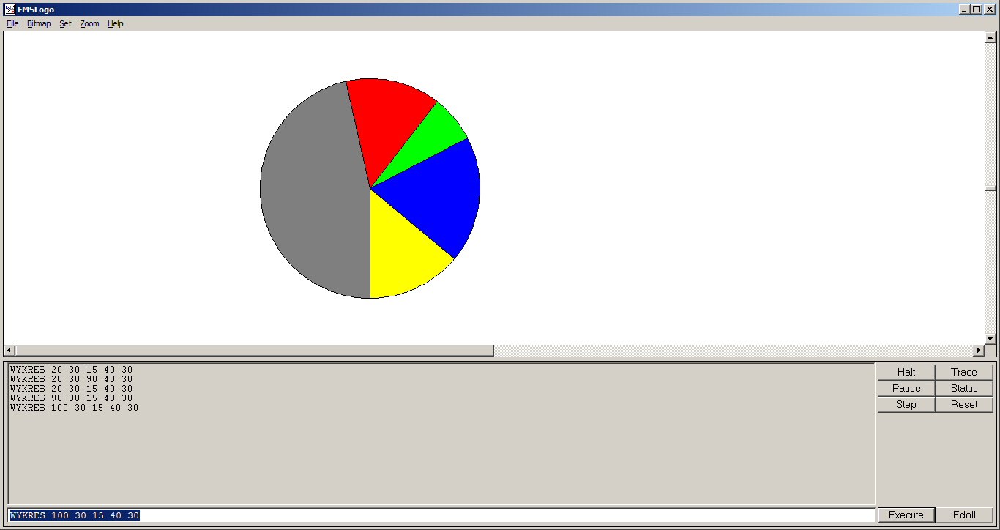 FMSLogo
File Bitmap Set Zoom Help
WYKRES 20 30 15 40 30
WYKRES 20 30 90 40 30
WYKRES 20 30 15 40 30
WYKRES 90 30 15 40 30
WYKRES 100 30 15 40 30
Halt Trace
Pause Status
Step Reset
WYKRES 100 30 15 40 30
Execute Edall